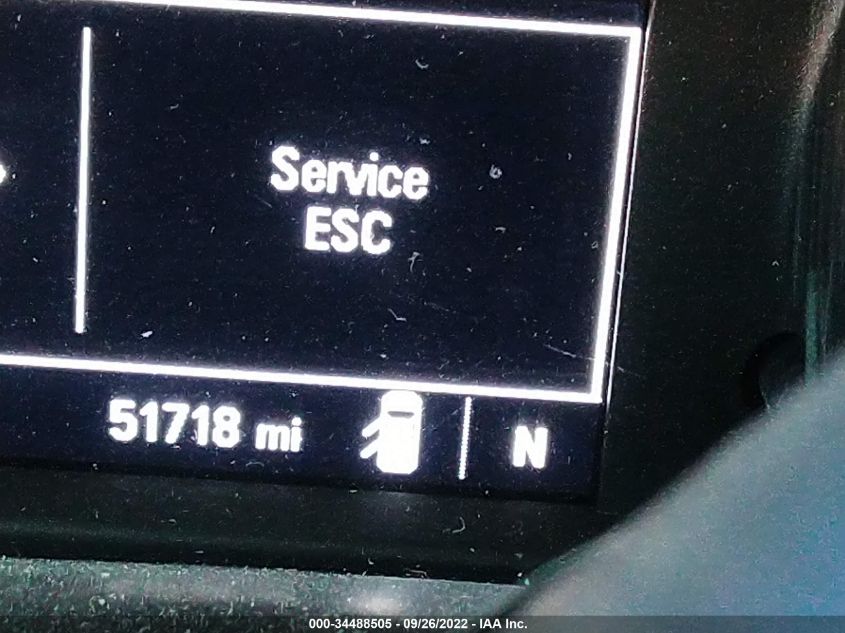 Service
ESC
51718 mi
N
000-34488505 - 09/26/2022 - IAA Inc.